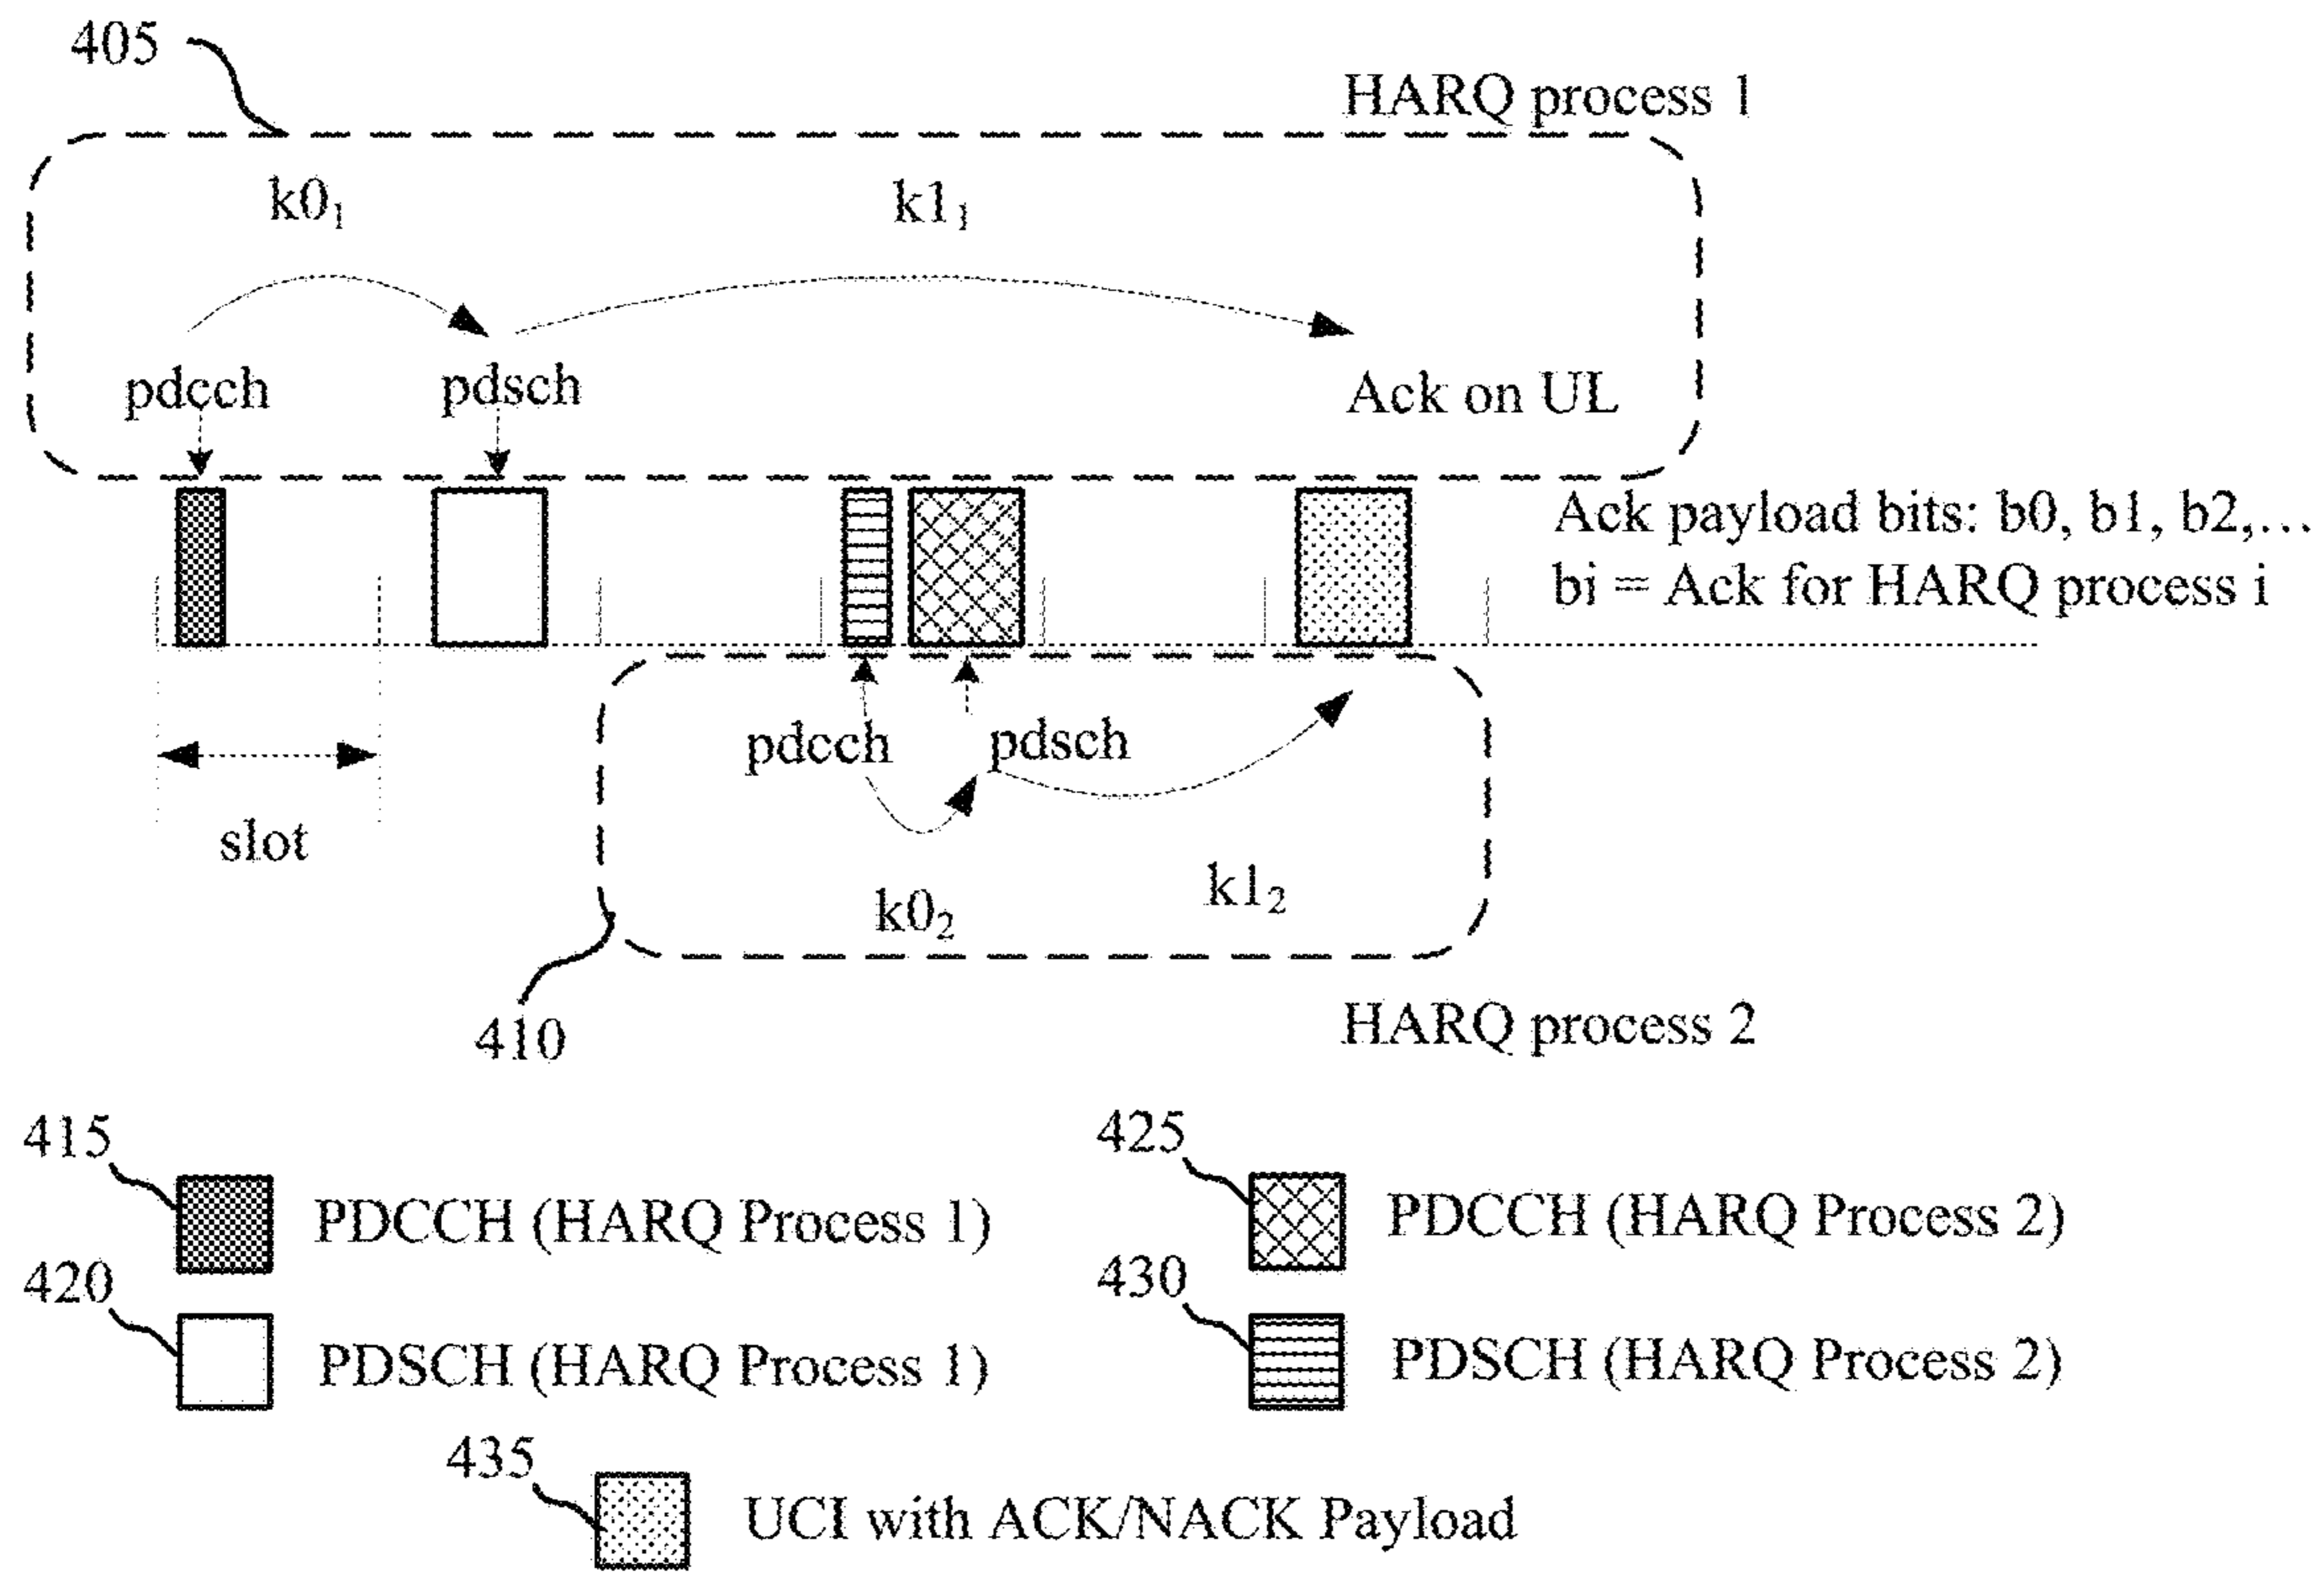 405
HARQ process 1
k0₁
k1₁
pdcch
pdsch
Ack on UL
Ack payload bits: b0, b1, b2,...
bi = Ack for HARQ process i
pdcch
pdsch
slot
k0₂
k1₂
410
HARQ process 2
415
PDCCH (HARQ Process 1)
425
PDCCH (HARQ Process 2)
420
PDSCH (HARQ Process 1)
430
PDSCH (HARQ Process 2)
435
UCI with ACK/NACK Payload